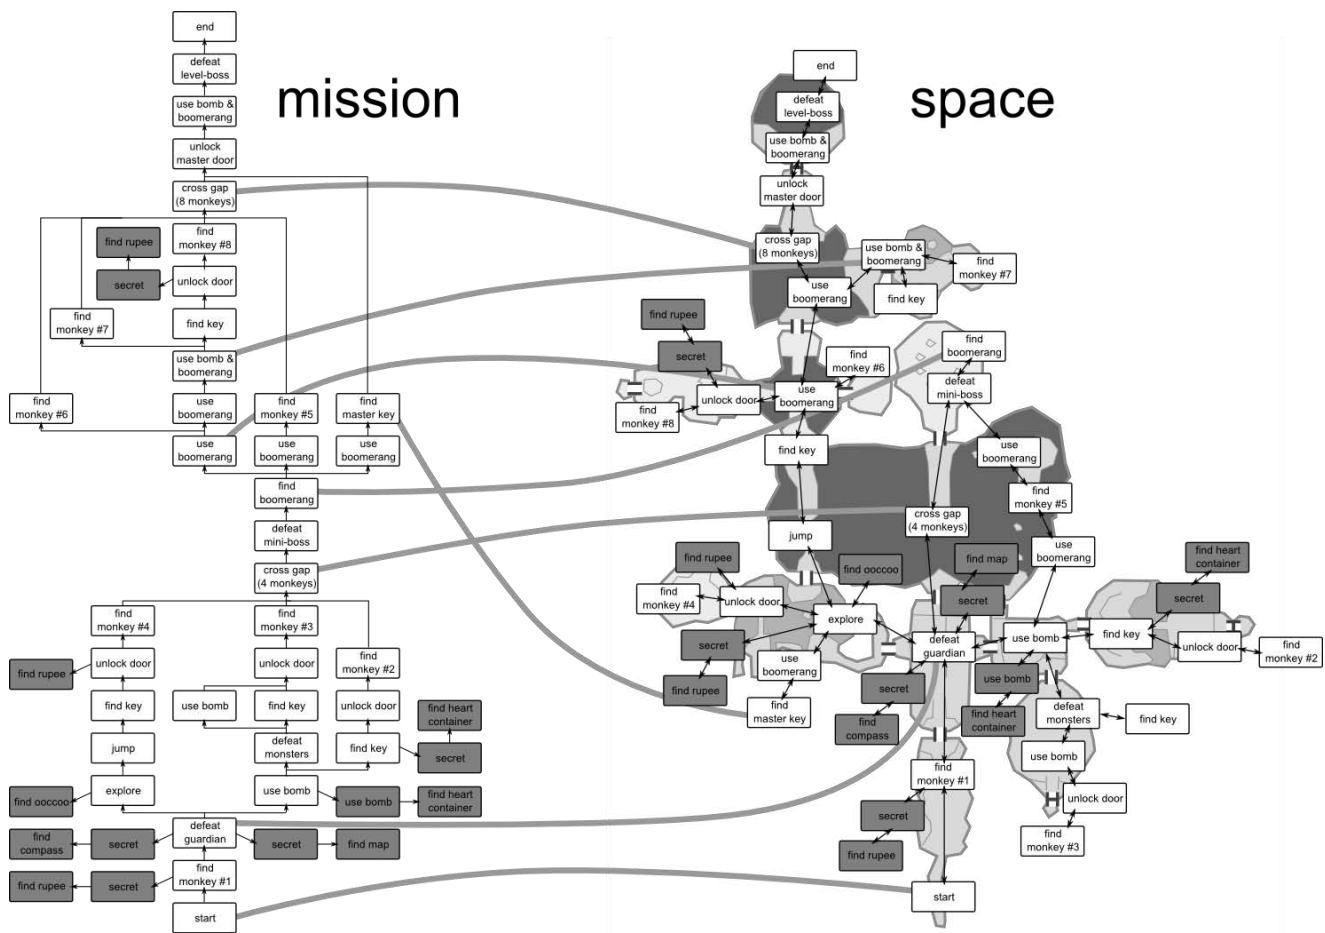 mission
end
defeat
level-boss
use bomb &
boomerang
unlock
master door
cross gap
(8 monkeys)
find rupee
find
monkey #8
secret
unlock door
find
monkey #7
find key
use bomb &
boomerang
find
monkey #6
use
boomerang
find
monkey #5
find
master key
use
boomerang
use
boomerang
use
boomerang
find
boomerang
defeat
mini-boss
cross gap
(4 monkeys)
find
monkey #4
find
monkey #3
find rupee
unlock door
unlock door
find
monkey #2
find key
use bomb
find key
unlock door
find heart
container
jump
defeat
monsters
find key
secret
find ooccoo
explore
use bomb
use bomb
find heart
container
find
compass
secret
defeat
guardian
secret
find map
find rupee
secret
find
monkey #1
start
space
end
defeat
level-boss
use bomb &
boomerang
unlock
master door
cross gap
(8 monkeys)
use bomb &
boomerang
find
monkey #7
use
boomerang
find key
find rupee
secret
find
monkey #6
find
boomerang
unlock door
use
boomerang
defeat
mini-boss
find
monkey #8
find key
use
boomerang
find
monkey #5
cross gap
(4 monkeys)
jump
use
boomerang
find rupee
find ooccoo
find map
find heart
container
find
monkey #4
unlock door
secret
secret
explore
secret
defeat
guardian
use bomb
find key
unlock door
find
monkey #2
use
boomerang
find rupee
secret
use bomb
find
master key
find
compass
find heart
container
defeat
monsters
find key
use bomb
find
monkey #1
unlock door
secret
find
monkey #3
find rupee
start